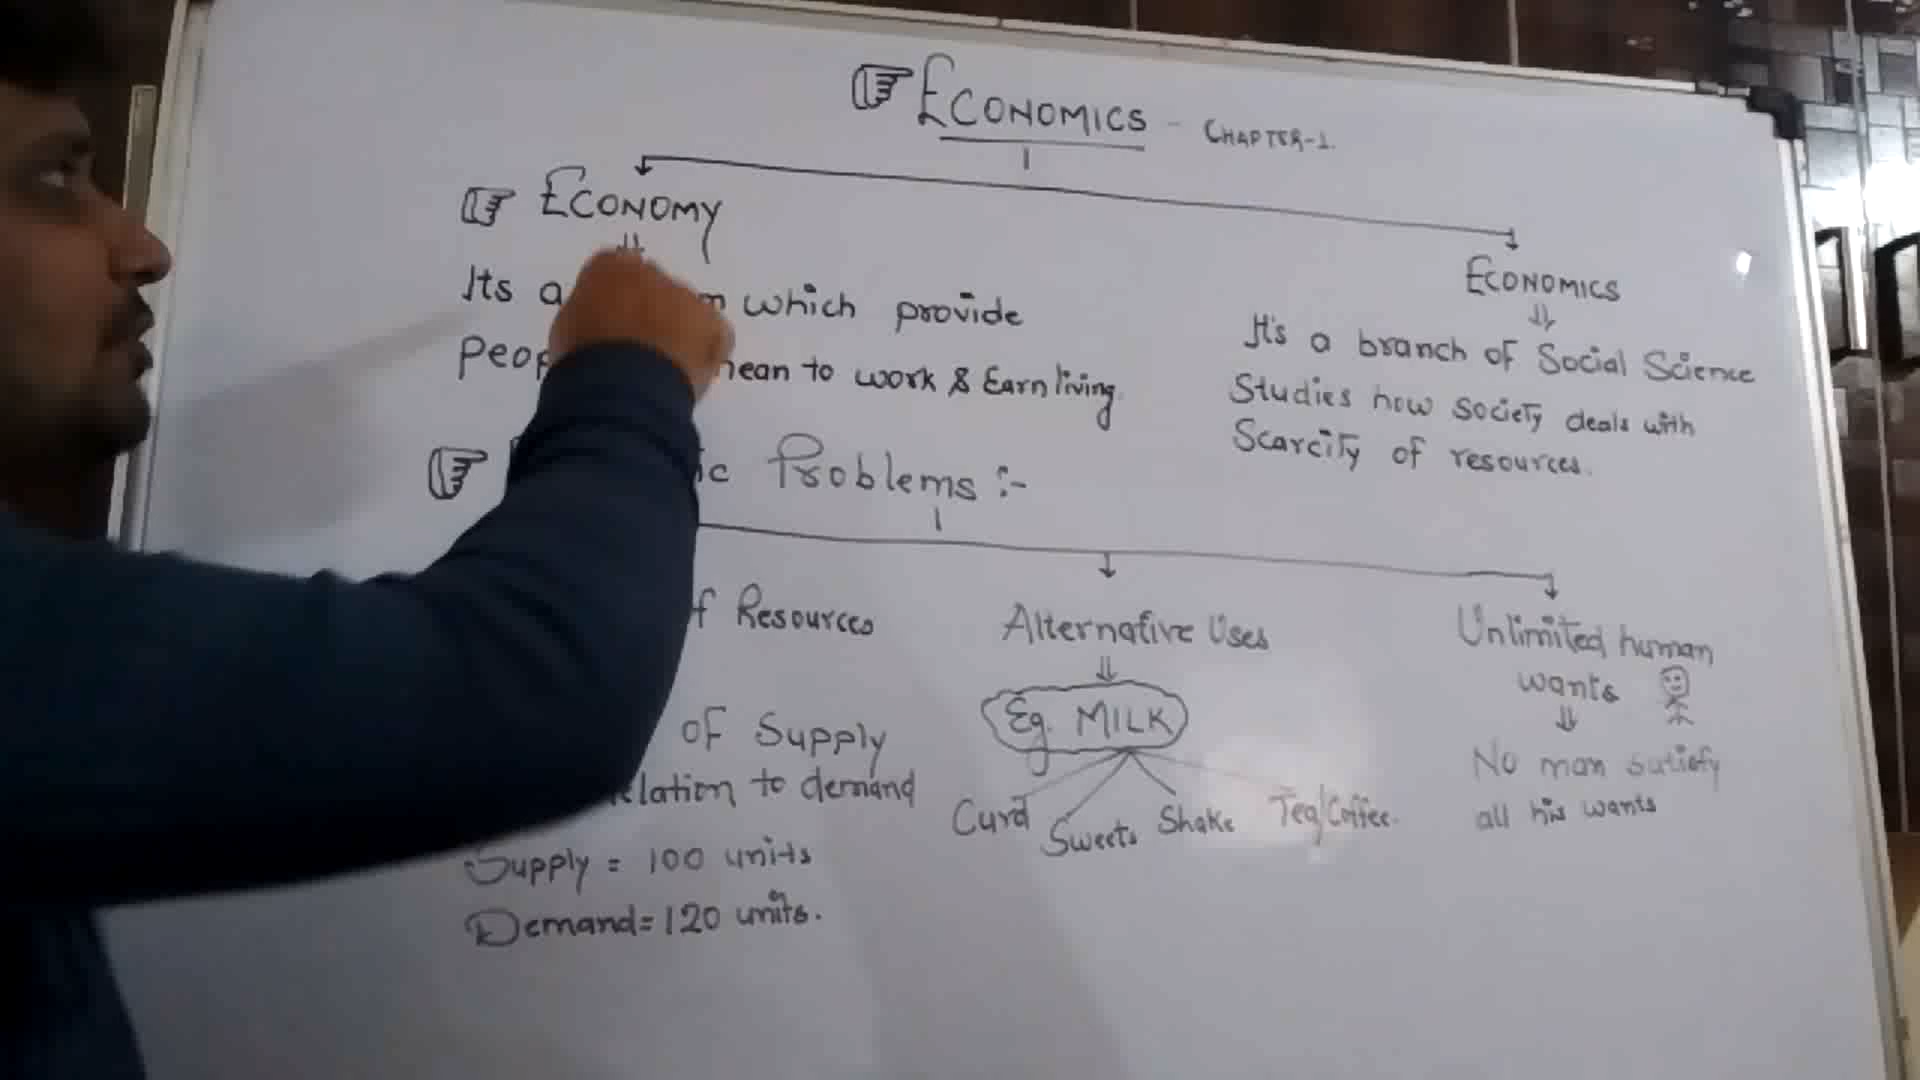 ECONOMICS - CHAPTER-1.
ECONOMY
Its a which provide
mean to work & Earn living.
ECONOMICS
It's a branch of Social Science
Studies how society deals with
Scarcity of resources.
Problems :-
Resources
of Supply
to demand
Supply = 100 units
Demand = 120 units.
Alternative Uses
Eg. MILK
Curd
Sweets
Shake
Tea/Coffee.
Unlimited human
wants
No man satisfy
all his wants